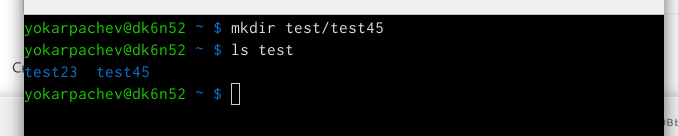 yokarpachev@dk6n52 ~ $ mkdir test/test45
yokarpachev@dk6n52 ~ $ ls test
test23  test45
yokarpachev@dk6n52 ~ $